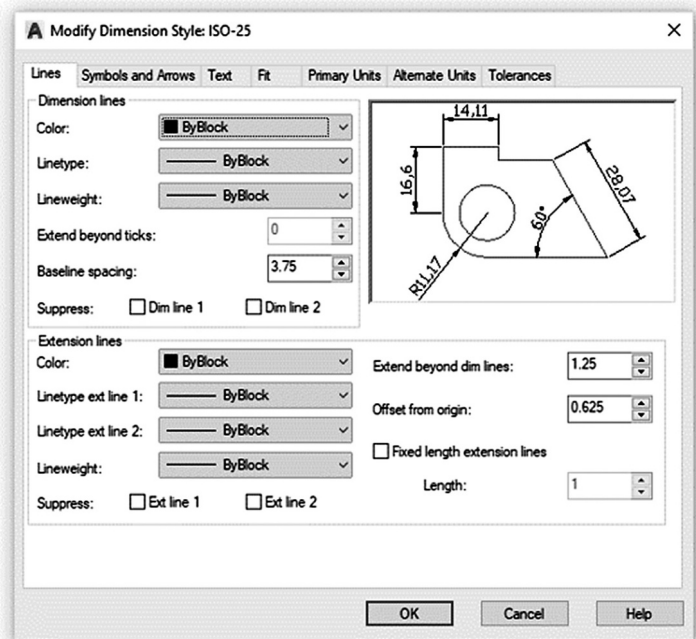 Modify Dimension Style: ISO-25
Lines Symbols and Arrows Text Fit Primary Units Alternate Units Tolerances
Dimension lines
Color: ByBlock
Linetype: ByBlock
Lineweight: ByBlock
Extend beyond ticks: 0
Baseline spacing: 3.75
Suppress: Dim line 1 Dim line 2
14,11
16,6
28,07
60°
R11,17
Extension lines
Color: ByBlock
Linetype ext line 1: ByBlock
Linetype ext line 2: ByBlock
Lineweight: ByBlock
Suppress: Ext line 1 Ext line 2
Extend beyond dim lines: 1.25
Offset from origin: 0.625
Fixed length extension lines
Length: 1
OK Cancel Help